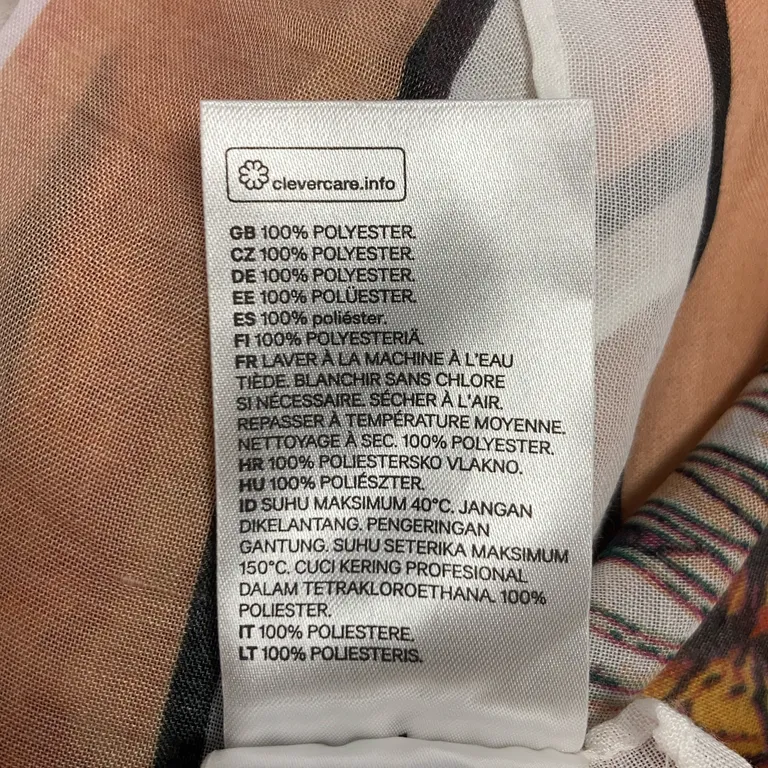 clevercare.info
GB 100% POLYESTER.
CZ 100% POLYESTER.
DE 100% POLYESTER.
EE 100% POLÜESTER.
ES 100% poliéster.
FI 100% POLYESTERIÄ.
FR LAVER À LA MACHINE À L'EAU
TIÈDE. BLANCHIR SANS CHLORE
SI NÉCESSAIRE. SÉCHER À L'AIR.
REPASSER À TEMPÉRATURE MOYENNE.
NETTOYAGE À SEC. 100% POLYESTER.
HR 100% POLIESTERSKO VLAKNO.
HU 100% POLIÉSZTER.
ID SUHU MAKSIMUM 40°C. JANGAN
DIKELANTANG. PENGERINGAN
GANTUNG. SUHU SETERIKA MAKSIMUM
150°C. CUCI KERING PROFESIONAL
DALAM TETRAKLOROETHANA. 100%
POLIESTER.
IT 100% POLIESTERE.
LT 100% POLIESTERIS.